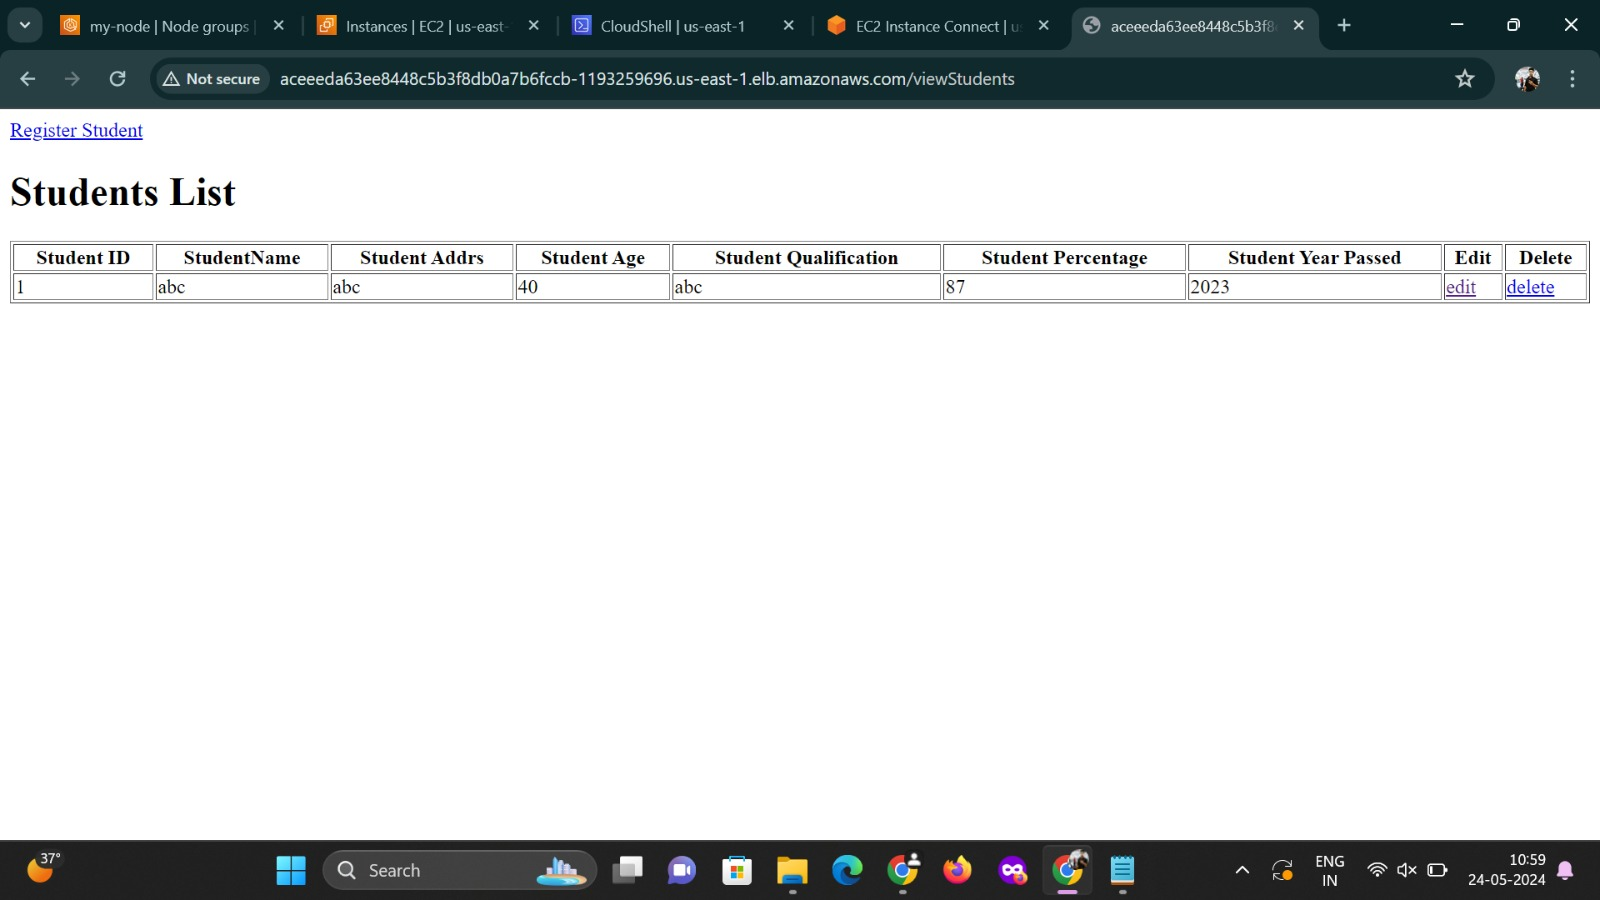 my-node | Node groups |
Instances | EC2 | us-east-
CloudShell | us-east-1
EC2 Instance Connect | u
aceeeda63ee8448c5b3f8
Not secure
aceeeda63ee8448c5b3f8db0a7b6fccb-1193259696.us-east-1.elb.amazonaws.com/viewStudents
Register Student
Students List
Student ID StudentName Student Addrs Student Age Student Qualification Student Percentage Student Year Passed Edit Delete
1 abc abc 40 abc 87 2023 edit delete
37°
Search
ENG
IN
10:59
24-05-2024